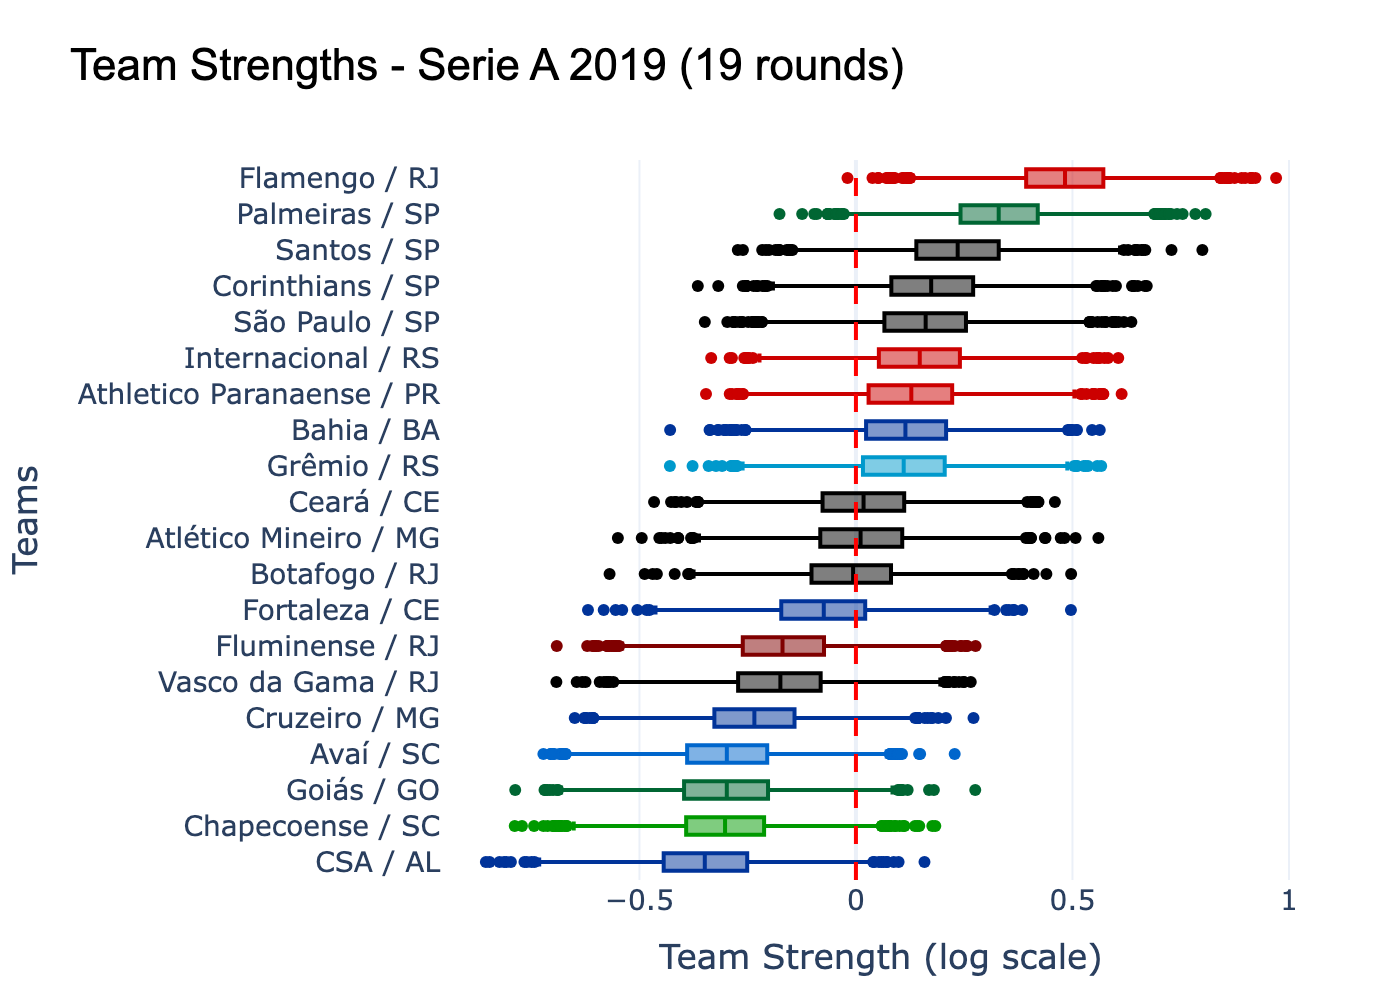 Team Strengths - Serie A 2019 (19 rounds)
Flamengo / RJ
Palmeiras / SP
Santos / SP
Corinthians / SP
São Paulo / SP
Internacional / RS
Athletico Paranaense / PR
Bahia / BA
Grêmio / RS
Ceará / CE
Atlético Mineiro / MG
Botafogo / RJ
Fortaleza / CE
Fluminense / RJ
Vasco da Gama / RJ
Cruzeiro / MG
Avaí / SC
Goiás / GO
Chapecoense / SC
CSA / AL
Teams
−0.5 0 0.5 1
Team Strength (log scale)